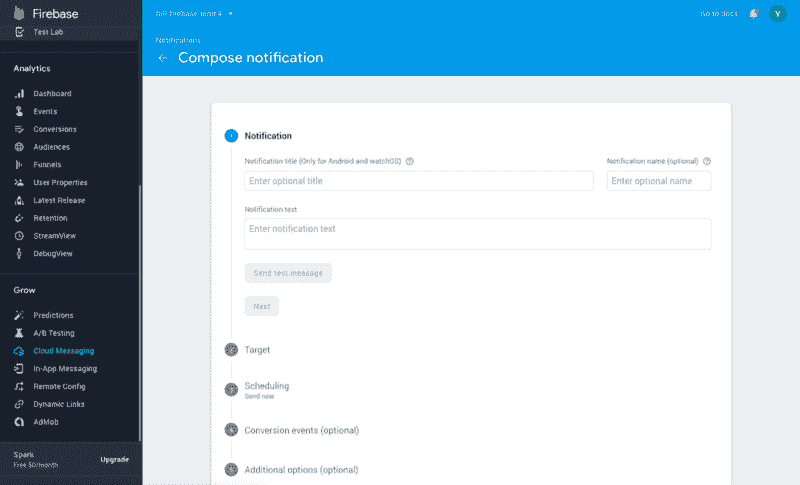 Firebase
Test Lab
Analytics
Dashboard
Events
Conversions
Audiences
Funnels
User Properties
Latest Release
Retention
StreamView
DebugView
Grow
Predictions
A/B Testing
Cloud Messaging
In-App Messaging
Remote Config
Dynamic Links
AdMob
Spark
Free $0/month
Upgrade
Go to docs
Y
Notifications
Compose notification
1
Notification
Notification title (Only for Android and watchOS)
Notification name (optional)
Enter optional title
Enter optional name
Notification text
Enter notification text
Send test message
Next
Target
Scheduling
Send now
Conversion events (optional)
Additional options (optional)